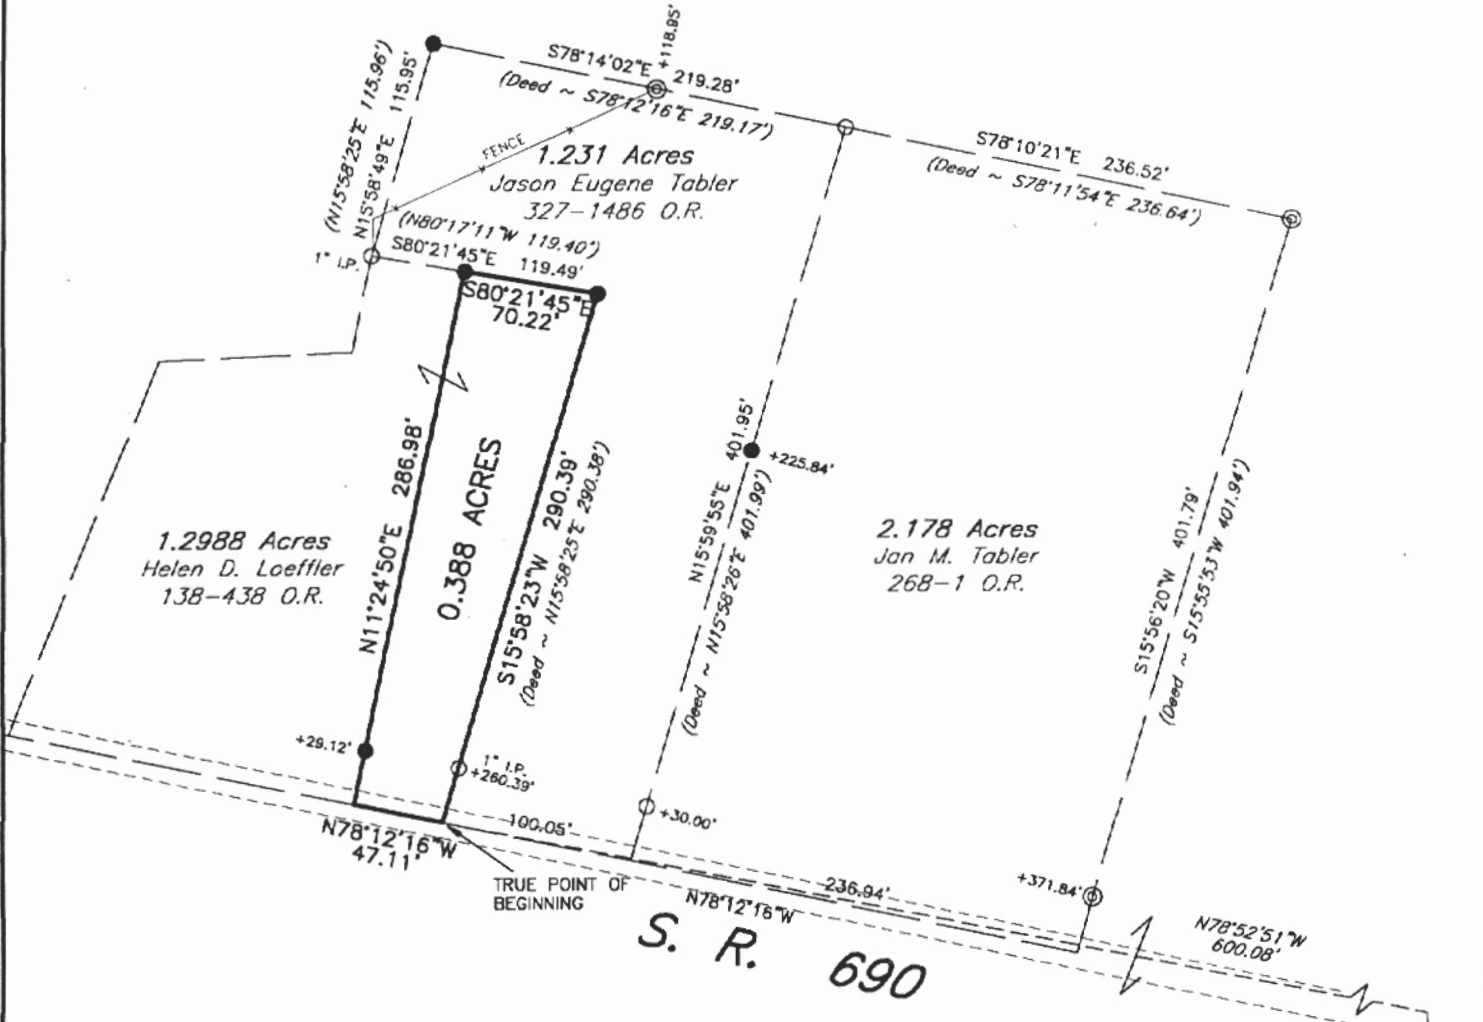 +118.95'
S78°14'02"E 219.28'
(Deed ~ S78°12'16"E 219.17')
(N15°58'25"E 115.96')
N15°58'49"E 115.95'
FENCE
S78°10'21"E 236.52'
(Deed ~ S78°11'54"E 236.64')
1.231 Acres
Jason Eugene Tabler
327-1486 O.R.
(N80°17'11"W 119.40')
S80°21'45"E 119.49'
1" I.P.
S80°21'45"E
70.22'
N11°24'50"E 286.98'
0.388 ACRES
S15°58'23"W 290.39'
(Deed ~ N15°58'25"E 290.38')
N15°59'55"E 401.95'
(Deed ~ N15°58'26"E 401.99')
+225.84'
1.2988 Acres
Helen D. Loeffler
138-438 O.R.
2.178 Acres
Jan M. Tabler
268-1 O.R.
S15°56'20"W 401.79'
(Deed ~ S15°55'53"W 401.94')
+29.12'
1" I.P.
+260.39'
+30.00'
100.05'
N78°12'16"W
47.11'
TRUE POINT OF
BEGINNING
236.94'
N78°12'16"W
+371.84'
N78°52'51"W
600.08'
S. R. 690